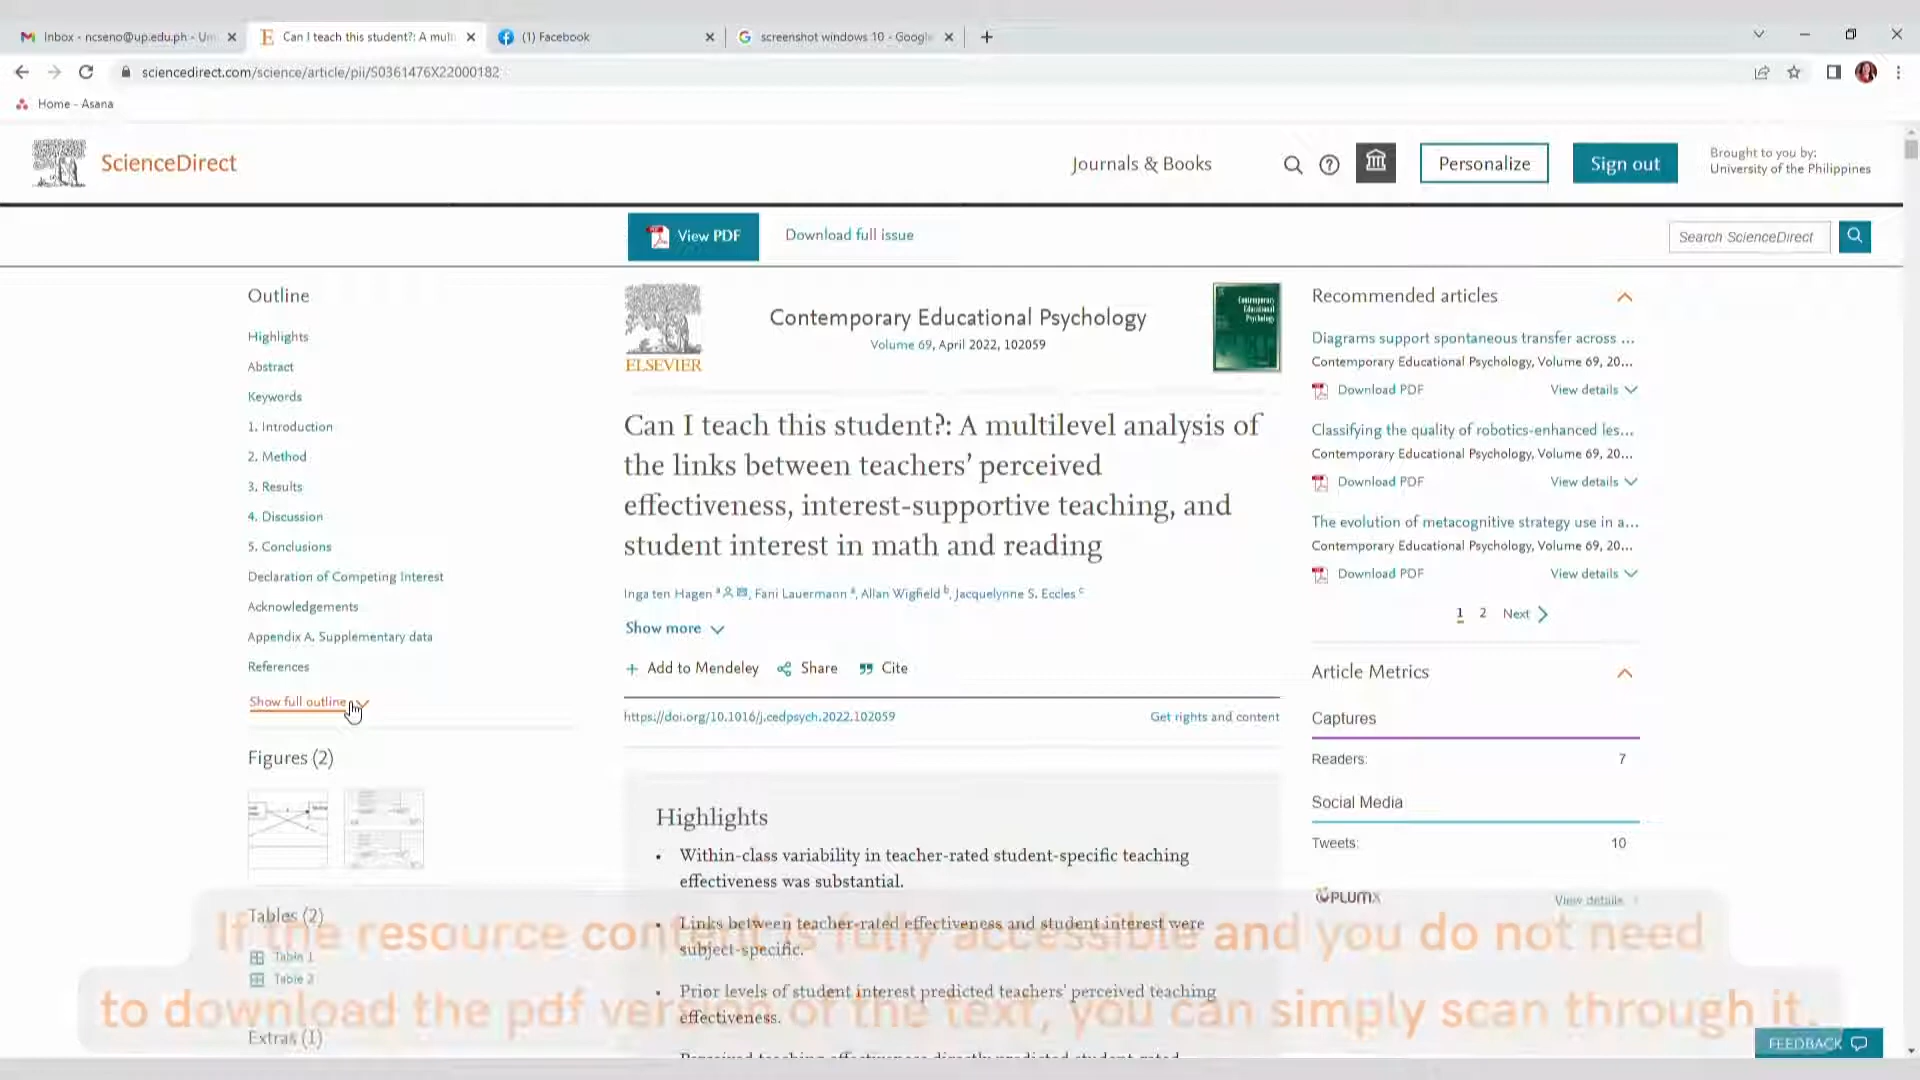 Inbox - ncseno@up.edu.ph - Un
Can I teach this student?: A multi
(1) Facebook
screenshot windows 10 - Google
sciencedirect.com/science/article/pii/S0361476X22000182
Home - Asana
ScienceDirect
Journals & Books
Personalize
Sign out
Brought to you by:
University of the Philippines
View PDF
Download full issue
Search ScienceDirect
Outline
Highlights
Abstract
Keywords
1. Introduction
2. Method
3. Results
4. Discussion
5. Conclusions
Declaration of Competing Interest
Acknowledgements
Appendix A. Supplementary data
References
Show full outline
Figures (2)
Tables (2)
Table 1
Table 2
Extras (1)
ELSEVIER
Contemporary Educational Psychology
Volume 69, April 2022, 102059
Contemporary
Educational
Psychology
Can I teach this student?: A multilevel analysis of
the links between teachers' perceived
effectiveness, interest-supportive teaching, and
student interest in math and reading
Inga ten Hagen a, Fani Lauermann a, Allan Wigfield b, Jacquelynne S. Eccles c
Show more
Add to Mendeley
Share
Cite
https://doi.org/10.1016/j.cedpsych.2022.102059
Get rights and content
Highlights
• Within-class variability in teacher-rated student-specific teaching
effectiveness was substantial.
• Links between teacher-rated effectiveness and student interest were
subject-specific.
• Prior levels of student interest predicted teachers' perceived teaching
effectiveness.
Perceived teaching effectiveness directly predicted student-rated
Recommended articles
Diagrams support spontaneous transfer across ...
Contemporary Educational Psychology, Volume 69, 20...
Download PDF
View details
Classifying the quality of robotics-enhanced les...
Contemporary Educational Psychology, Volume 69, 20...
Download PDF
View details
The evolution of metacognitive strategy use in a...
Contemporary Educational Psychology, Volume 69, 20...
Download PDF
View details
1 2 Next
Article Metrics
Captures
Readers: 7
Social Media
Tweets: 10
PLUMX
View details
If the resource content is fully accessible and you do not need
to download the pdf version of the text, you can simply scan through it.
FEEDBACK